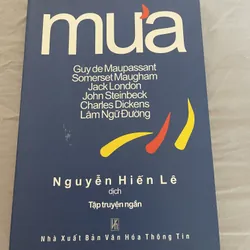 mưa
Guy de Maupassant
Somerset Maugham
Jack London
John Steinbeck
Charles Dickens
Lâm Ngữ Đường
Nguyễn Hiến Lê
dịch
Tập truyện ngắn
Nhà Xuất Bản Văn Hóa Thông Tin